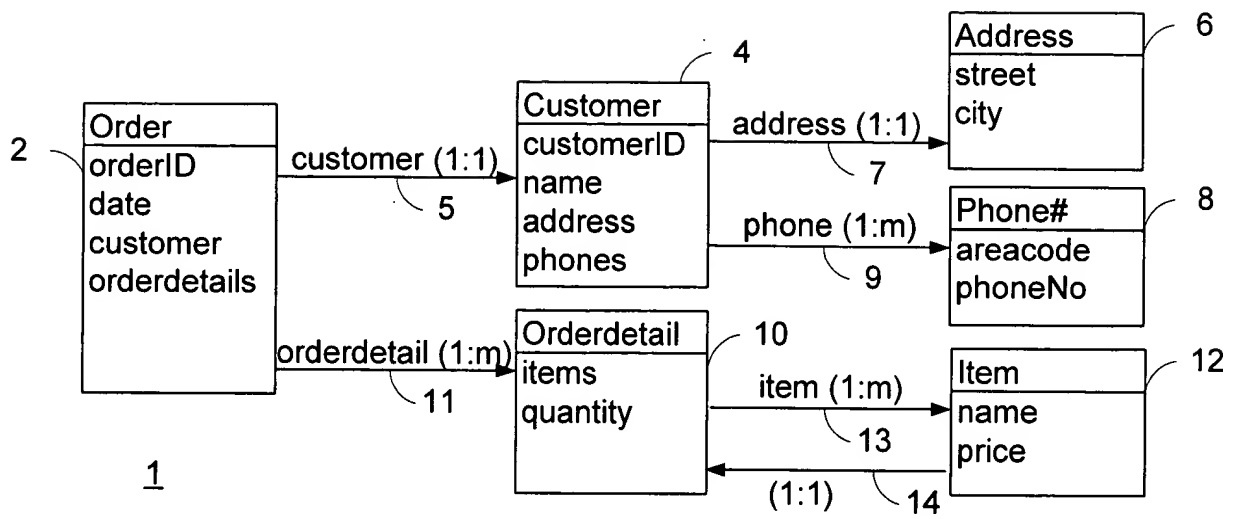 2
Order
orderID
date
customer
orderdetails
customer (1:1)
5
orderdetail (1:m)
11
4
Customer
customerID
name
address
phones
address (1:1)
7
phone (1:m)
9
Orderdetail
items
quantity
10
item (1:m)
13
(1:1)
14
Address
street
city
6
Phone#
areacode
phoneNo
8
Item
name
price
12
1